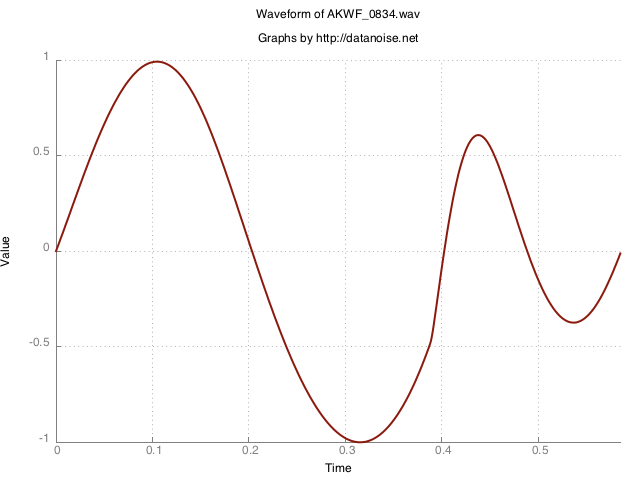 Waveform of AKWF_0834.wav
Graphs by http://datanoise.net
1
0.5
0
-0.5
-1
Value
0 0.1 0.2 0.3 0.4 0.5
Time